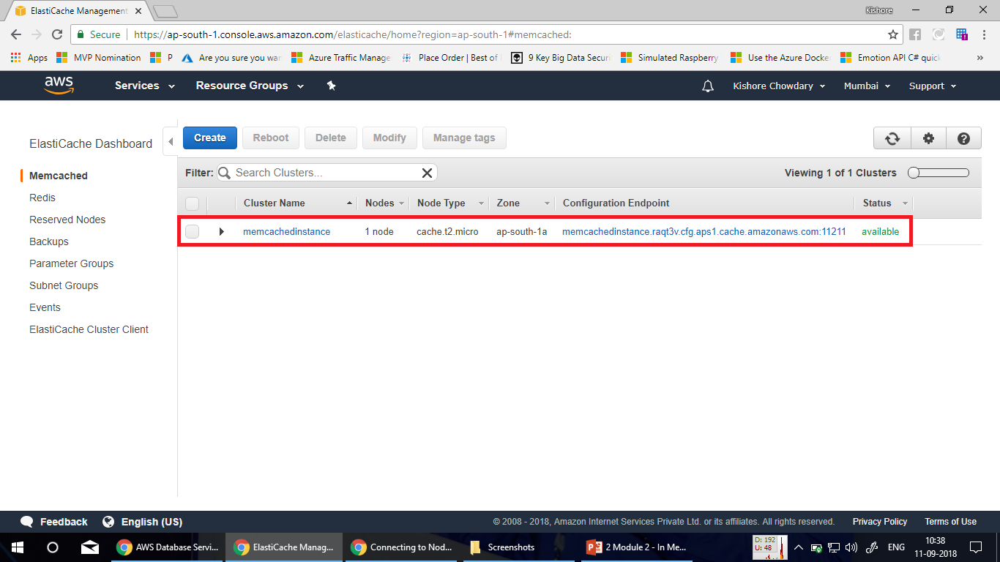 ElastiCache Management
Kishore
Secure
https://ap-south-1.console.aws.amazon.com/elasticache/home?region=ap-south-1#memcached:
Apps
MVP Nomination
P
Are you sure you wan
Azure Traffic Manage
Place Order | Best of
9 Key Big Data Securi
Simulated Raspberry
Use the Azure Docke
Emotion API C# quick
»
aws
Services
Resource Groups
Kishore Chowdary
Mumbai
Support
ElastiCache Dashboard
Memcached
Redis
Reserved Nodes
Backups
Parameter Groups
Subnet Groups
Events
ElastiCache Cluster Client
Create
Reboot
Delete
Modify
Manage tags
Filter:
Search Clusters...
Viewing 1 of 1 Clusters
Cluster Name
Nodes
Node Type
Zone
Configuration Endpoint
Status
memcachedinstance
1 node
cache.t2.micro
ap-south-1a
memcachedinstance.raqt3v.cfg.aps1.cache.amazonaws.com:11211
available
Feedback
English (US)
© 2008 - 2018, Amazon Internet Services Private Ltd. or its affiliates. All rights reserved.
Privacy Policy
Terms of Use
AWS Database Servi...
ElastiCache Manag...
Connecting to Nod...
Screenshots
2 Module 2 - In Me...
D: 192
U: 48
ENG
10:38
11-09-2018